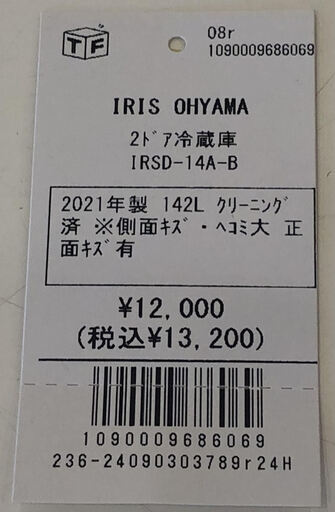 TF
08r
1090009686069
IRIS OHYAMA
2ﾄﾞｱ冷蔵庫
IRSD-14A-B
2021年製 142L ｸﾘｰﾆﾝｸﾞ
済 ※側面ｷｽﾞ・ﾍｺﾐ大 正
面ｷｽﾞ有
¥12,000
(税込¥13,200)
1090009686069
236-24090303789r24H